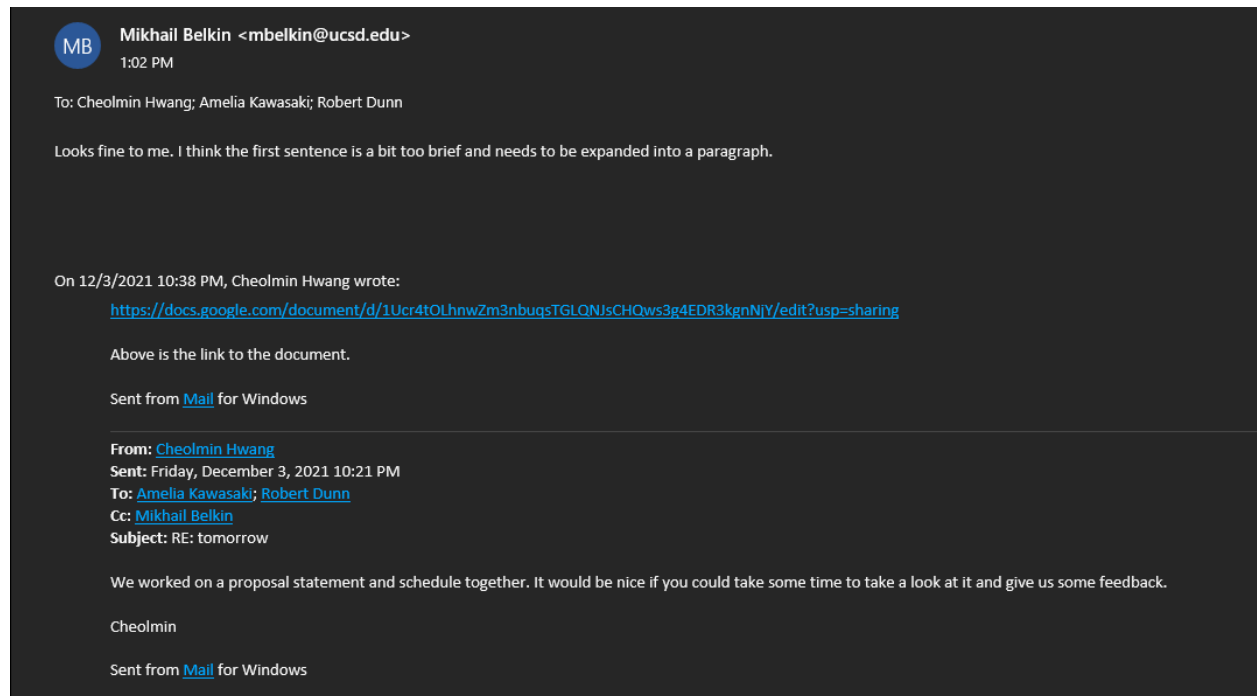 MB
Mikhail Belkin <mbelkin@ucsd.edu>
1:02 PM
To: Cheolmin Hwang; Amelia Kawasaki; Robert Dunn
Looks fine to me. I think the first sentence is a bit too brief and needs to be expanded into a paragraph.
On 12/3/2021 10:38 PM, Cheolmin Hwang wrote:
https://docs.google.com/document/d/1Ucr4tOLhnwZm3nbuqsTGLQNJsCHQws3g4EDR3kgnNjY/edit?usp=sharing
Above is the link to the document.
Sent from Mail for Windows
From: Cheolmin Hwang
Sent: Friday, December 3, 2021 10:21 PM
To: Amelia Kawasaki; Robert Dunn
Cc: Mikhail Belkin
Subject: RE: tomorrow
We worked on a proposal statement and schedule together. It would be nice if you could take some time to take a look at it and give us some feedback.
Cheolmin
Sent from Mail for Windows